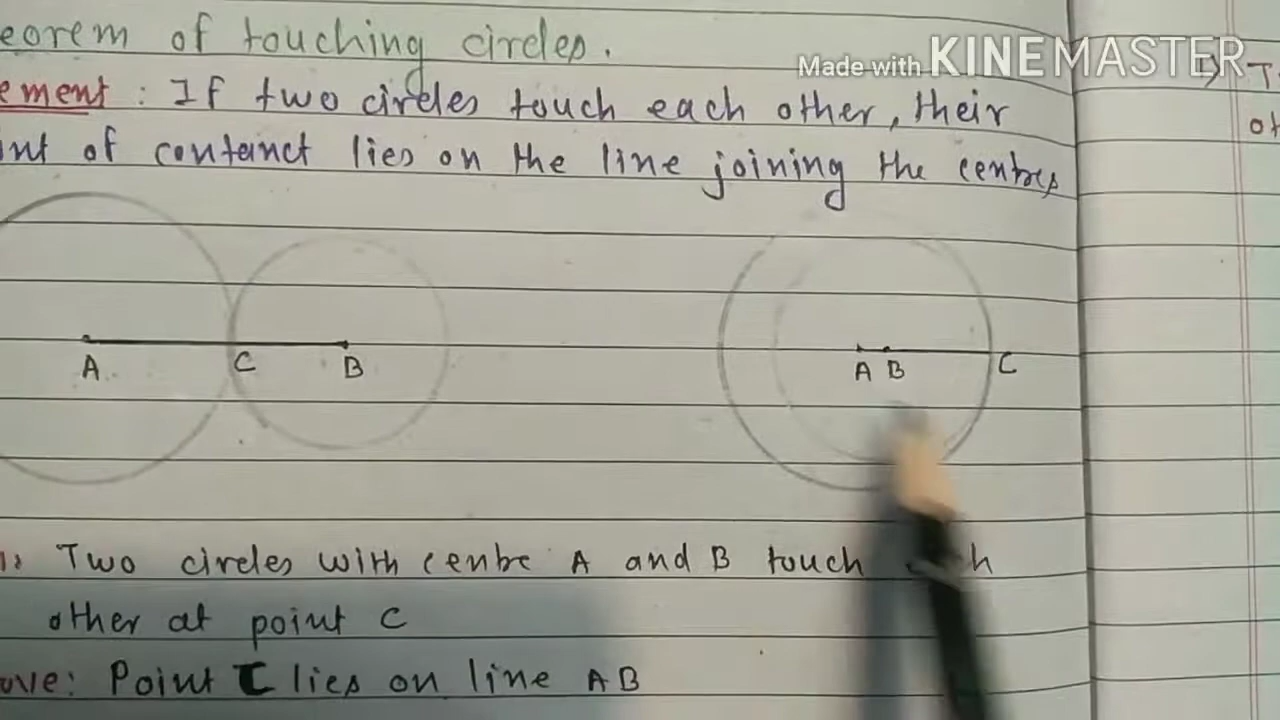 eorem of touching circles.
Made with KINEMASTER
ement : If two circles touch each other, their
int of contanct lies on the line joining the centres
A C B
A B C
1) Two circles with centre A and B touch
other at point C
ove: Point C lies on line AB